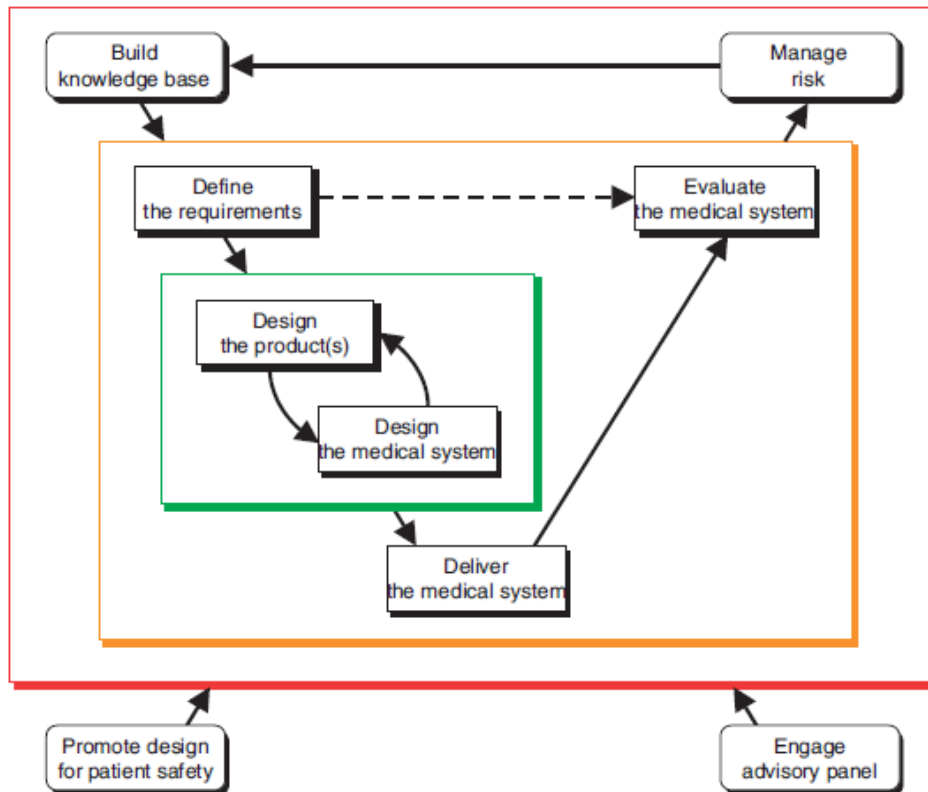 Build
knowledge base
Manage
risk
Define
the requirements
Evaluate
the medical system
Design
the product(s)
Design
the medical system
Deliver
the medical system
Promote design
for patient safety
Engage
advisory panel